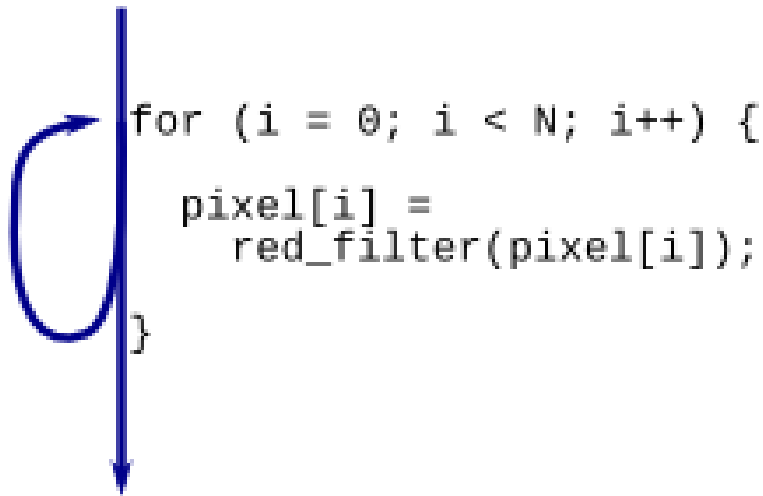 for (i = 0; i < N; i++) {
pixel[i] =
red_filter(pixel[i]);
}